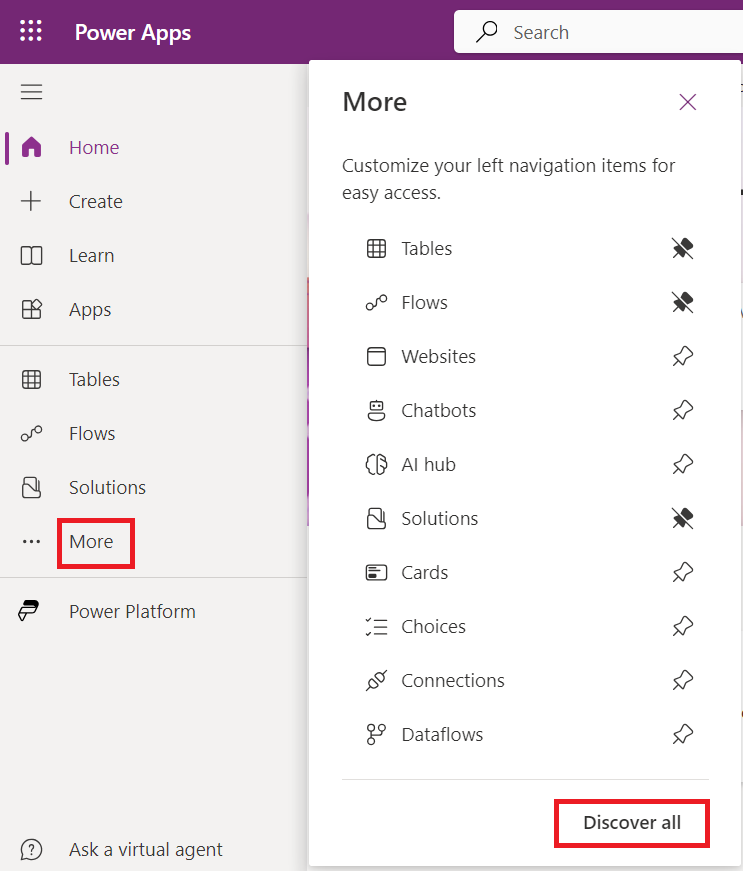 Power Apps
Search
Home
Create
Learn
Apps
Tables
Flows
Solutions
More
Power Platform
Ask a virtual agent
More
Customize your left navigation items for
easy access.
Tables
Flows
Websites
Chatbots
AI hub
Solutions
Cards
Choices
Connections
Dataflows
Discover all